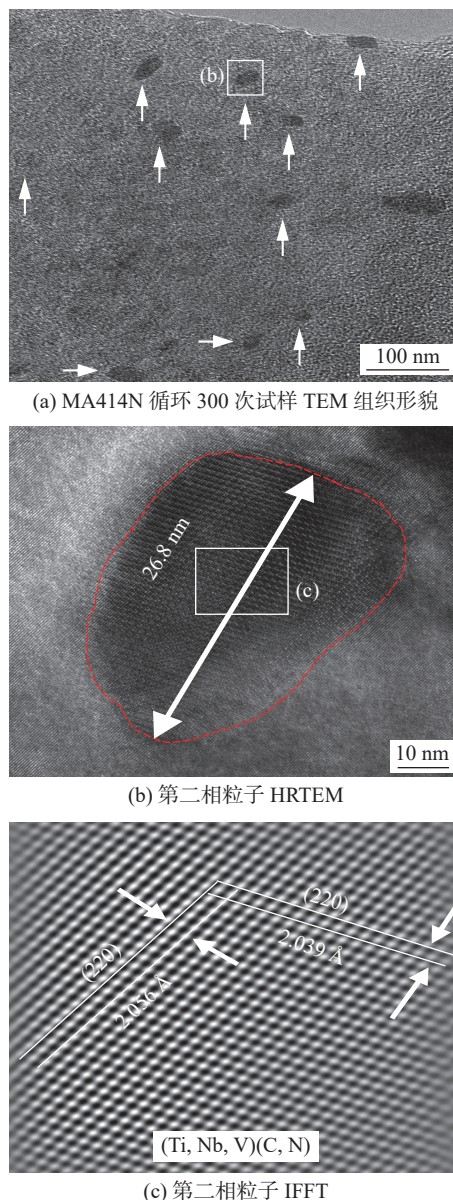 (b)
100 nm
(a) MA414N 循环 300 次试样 TEM 组织形貌
26.8 nm
(c)
10 nm
(b) 第二相粒子 HRTEM
(220)
2.056 Å
(220)
2.039 Å
(Ti, Nb, V)(C, N)
(c) 第二相粒子 IFFT